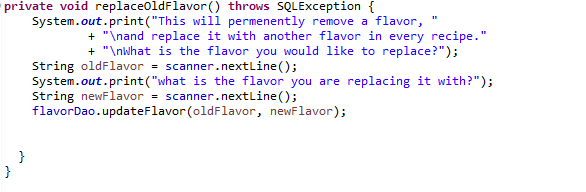 private void replaceOldFlavor() throws SQLException {
System.out.print("This will permenently remove a flavor, "
+ "\nand replace it with another flavor in every recipe."
+ "\nWhat is the flavor you would like to replace?");
String oldFlavor = scanner.nextLine();
System.out.print("what is the flavor you are replacing it with?");
String newFlavor = scanner.nextLine();
flavorDao.updateFlavor(oldFlavor, newFlavor);
}
}